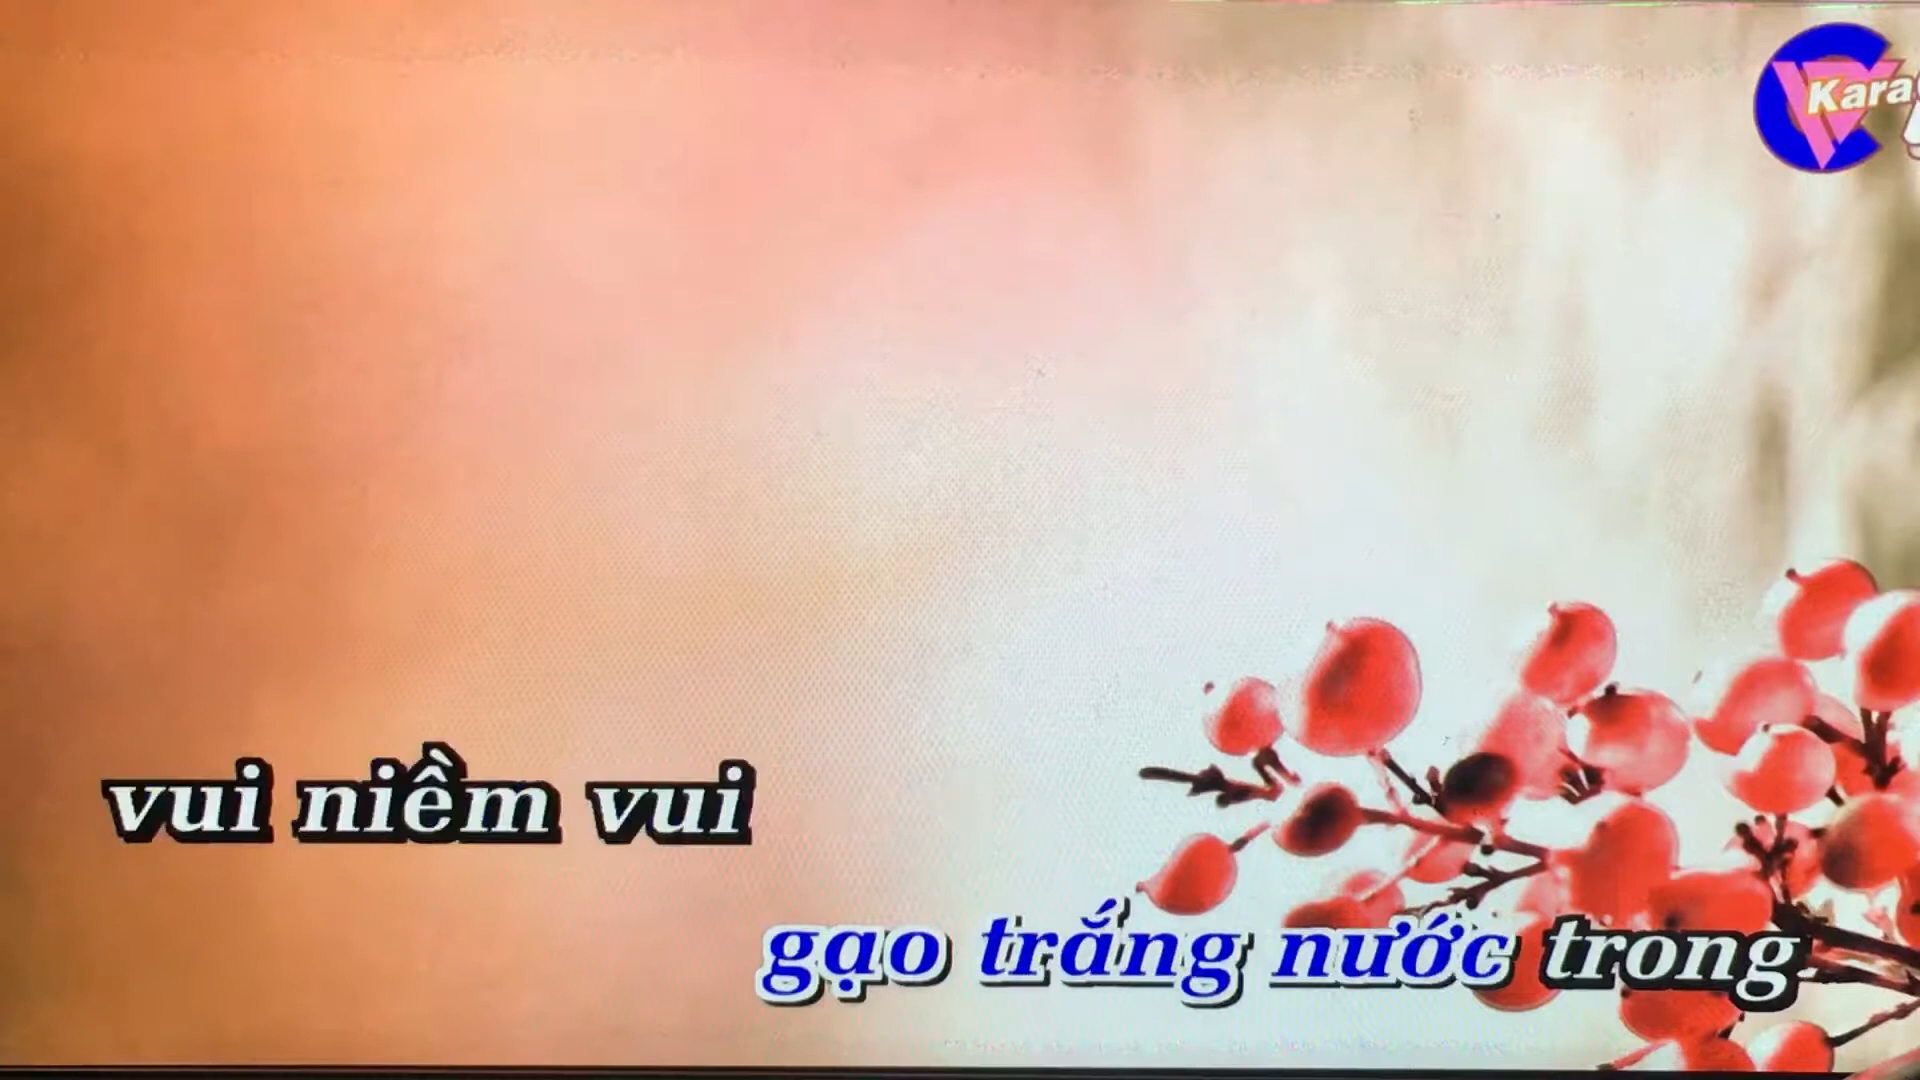 Kara
vui niềm vui
gạo trắng nước trong